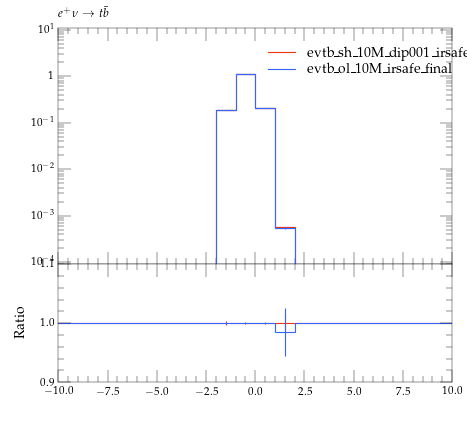 e⁺ν → tb̄
10¹
evtb_sh_10M_dip001_irsafe
evtb_ol_10M_irsafe_final
1
10⁻¹
10⁻²
10⁻³
10⁻⁴
1.1
Ratio
1.0
0.9
−10.0 −7.5 −5.0 −2.5 0.0 2.5 5.0 7.5 10.0